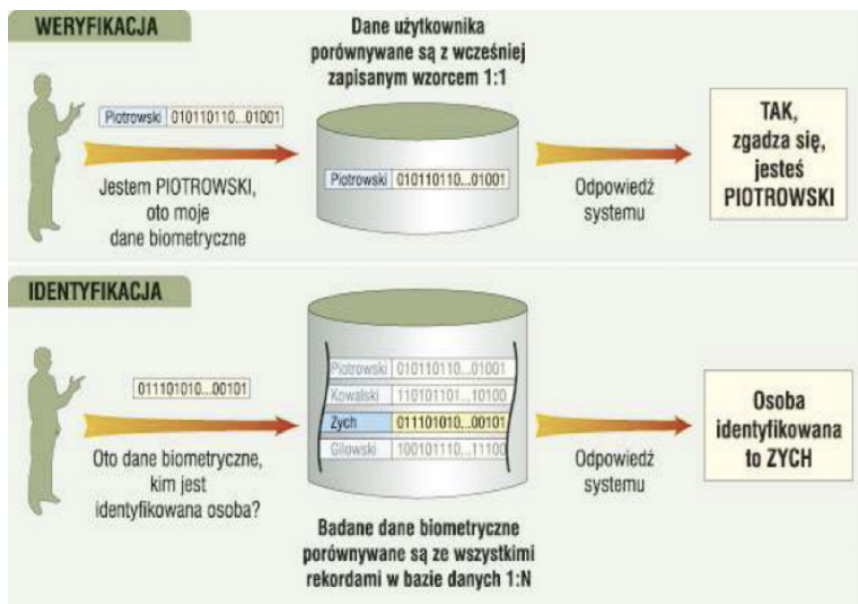 WERYFIKACJA
Dane użytkownika
porównywane są z wcześniej
zapisanym wzorcem 1:1
Piotrowski 010110110...01001
Jestem PIOTROWSKI,
oto moje
dane biometryczne
Piotrowski 010110110...01001
Odpowiedź
systemu
TAK,
zgadza się,
jesteś
PIOTROWSKI
IDENTYFIKACJA
011101010...00101
Oto dane biometryczne,
kim jest
identyfikowana osoba?
Piotrowski 010110110...01001
Kowalski 110101101...10100
Zych 011101010...00101
Gilowski 100101110...11100
Badane dane biometryczne
porównywane są ze wszystkimi
rekordami w bazie danych 1:N
Odpowiedź
systemu
Osoba
identyfikowana
to ZYCH